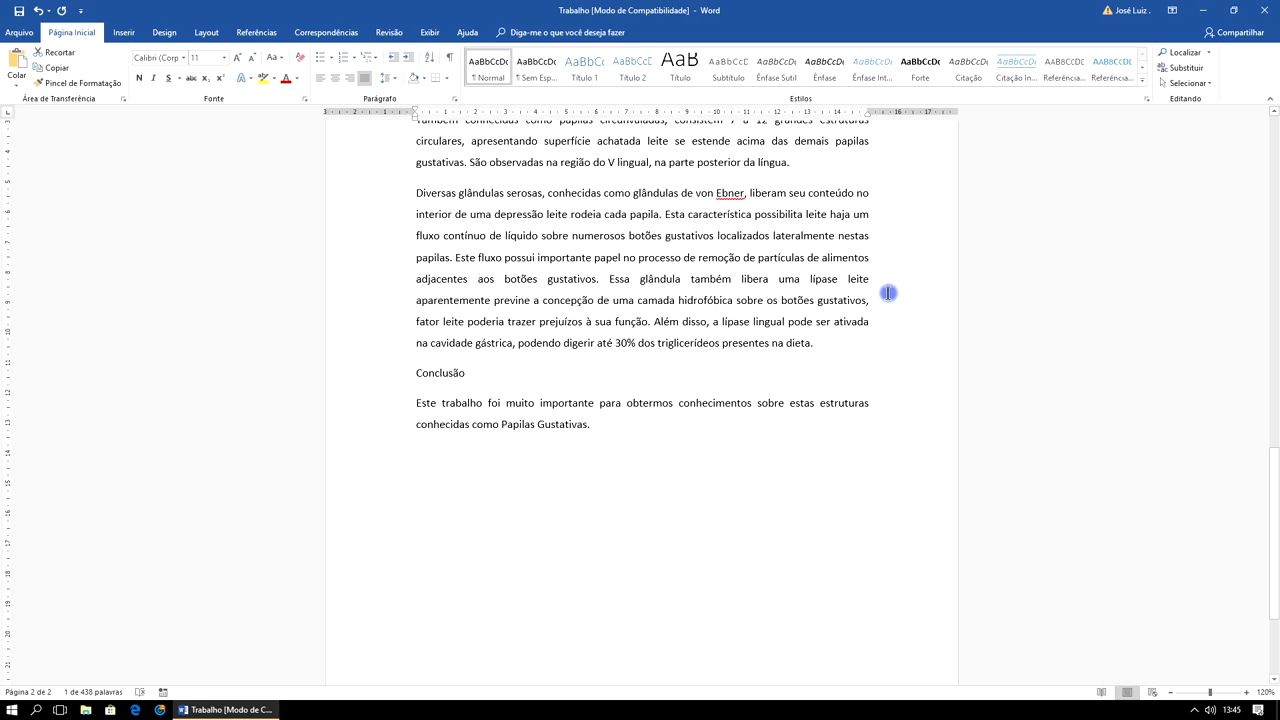 Trabalho [Modo de Compatibilidade] - Word
José Luiz .
Arquivo Página Inicial Inserir Design Layout Referências Correspondências Revisão Exibir Ajuda Diga-me o que você deseja fazer Compartilhar
Colar
Recortar
Copiar
Pincel de Formatação
Área de Transferência
Calibri (Corp 11
N I S abc x₂ x²
Fonte
Parágrafo
AaBbCcDc AaBbCcDc AaBbC( AaBbCcC AaB AaBbCcD AaBbCcDc AaBbCcDc AaBbCcDc AaBbCcDc AaBbCcDc AaBbCcDc AaBbCcDc AaBbCcDc
¶ Normal ¶ Sem Esp... Título 1 Título 2 Título Subtítulo Ênfase Sutil Ênfase Ênfase Int... Forte Citação Citação In... Referência... Referência...
Estilos
Localizar
Substituir
Selecionar
Editando
Também conhecidas como papilas circunvaladas, consistem 7 a 12 grandes estruturas
circulares, apresentando superfície achatada leite se estende acima das demais papilas
gustativas. São observadas na região do V lingual, na parte posterior da língua.
Diversas glândulas serosas, conhecidas como glândulas de von Ebner, liberam seu conteúdo no
interior de uma depressão leite rodeia cada papila. Esta característica possibilita leite haja um
fluxo contínuo de líquido sobre numerosos botões gustativos localizados lateralmente nestas
papilas. Este fluxo possui importante papel no processo de remoção de partículas de alimentos
adjacentes aos botões gustativos. Essa glândula também libera uma lípase leite
aparentemente previne a concepção de uma camada hidrofóbica sobre os botões gustativos,
fator leite poderia trazer prejuízos à sua função. Além disso, a lípase lingual pode ser ativada
na cavidade gástrica, podendo digerir até 30% dos triglicerídeos presentes na dieta.
Conclusão
Este trabalho foi muito importante para obtermos conhecimentos sobre estas estruturas
conhecidas como Papilas Gustativas.
Página 2 de 2 1 de 438 palavras 120%
Trabalho [Modo de C... 13:45